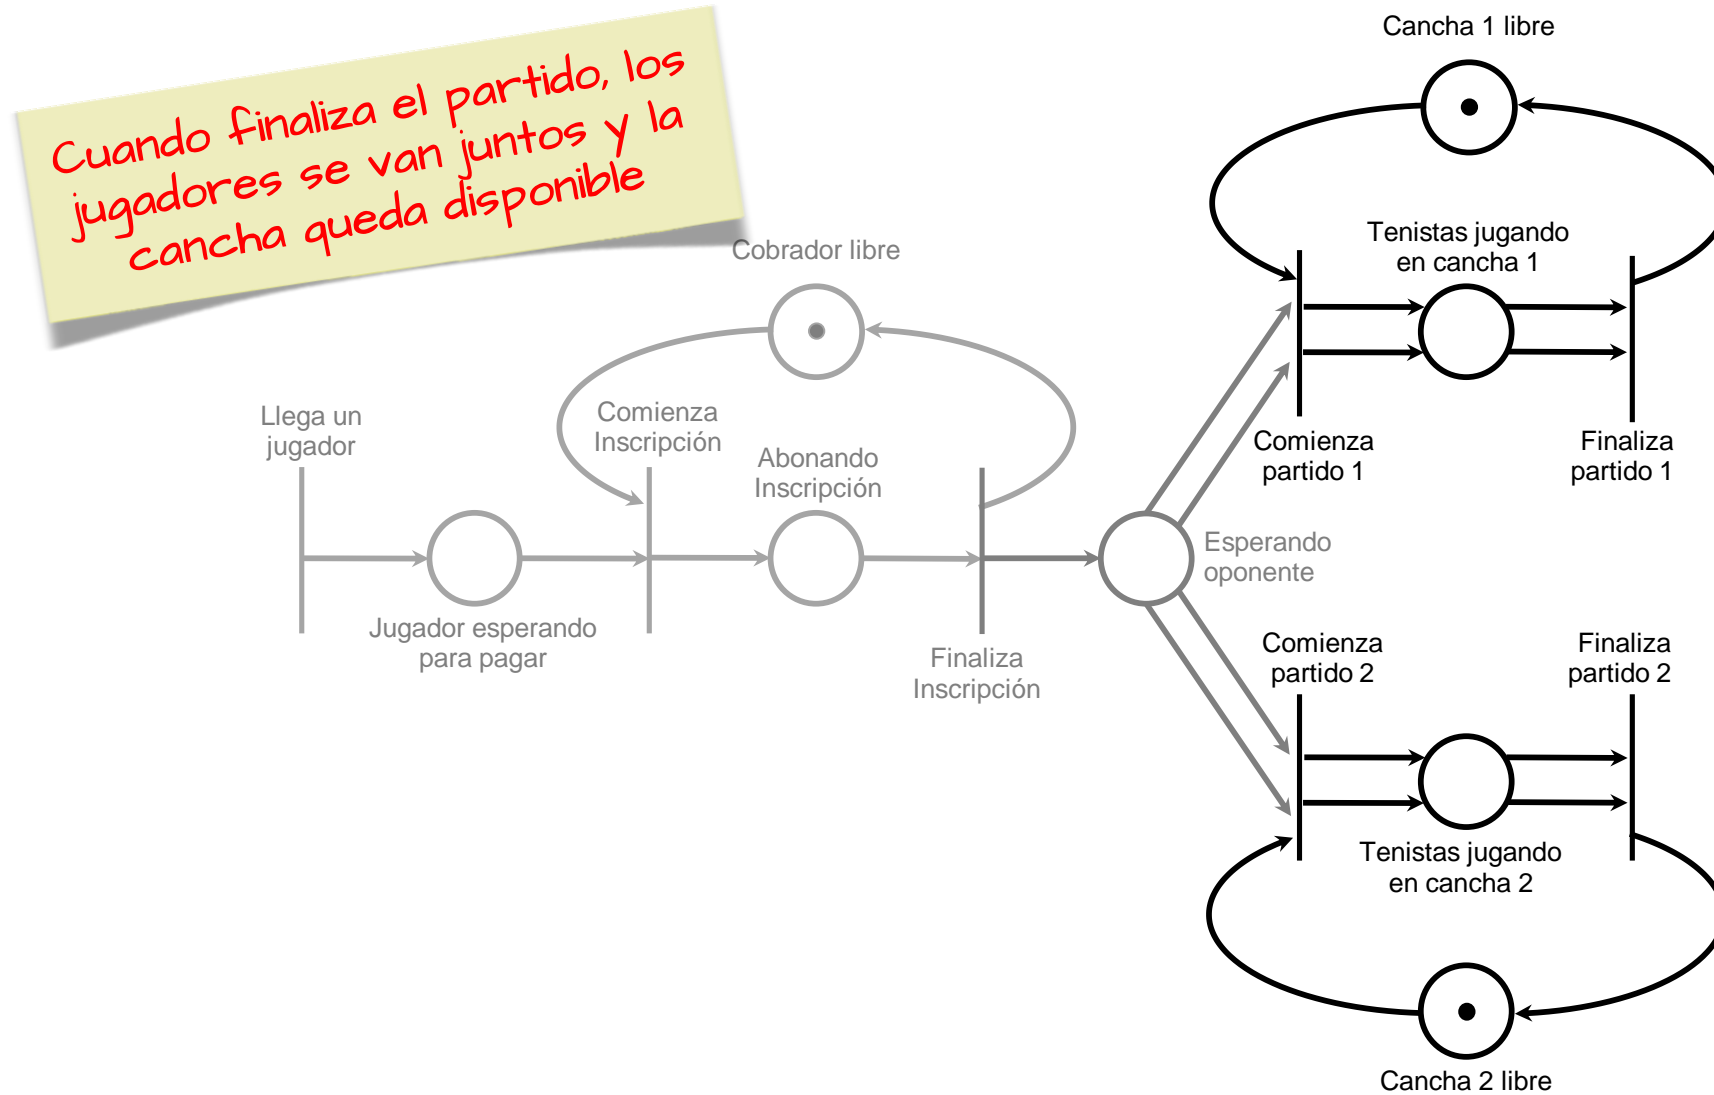 Cuando finaliza el partido, los
jugadores se van juntos y la
cancha queda disponible
Cancha 1 libre
Tenistas jugando
en cancha 1
Cobrador libre
Llega un
jugador
Comienza
Inscripción
Abonando
Inscripción
Comienza
partido 1
Finaliza
partido 1
Esperando
oponente
Jugador esperando
para pagar
Finaliza
Inscripción
Comienza
partido 2
Finaliza
partido 2
Tenistas jugando
en cancha 2
Cancha 2 libre